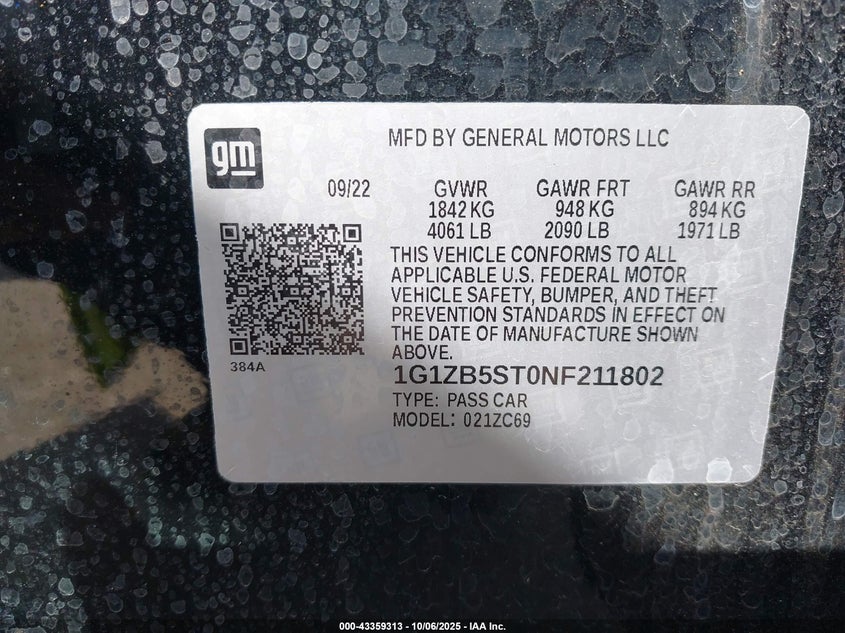 gm
MFD BY GENERAL MOTORS LLC
09/22 GVWR GAWR FRT GAWR RR
1842 KG 948 KG 894 KG
4061 LB 2090 LB 1971 LB
THIS VEHICLE CONFORMS TO ALL
APPLICABLE U.S. FEDERAL MOTOR
VEHICLE SAFETY, BUMPER, AND THEFT
PREVENTION STANDARDS IN EFFECT ON
THE DATE OF MANUFACTURE SHOWN
ABOVE.
384A
1G1ZB5ST0NF211802
TYPE: PASS CAR
MODEL: 021ZC69
000-43359313 - 10/06/2025 - IAA Inc.